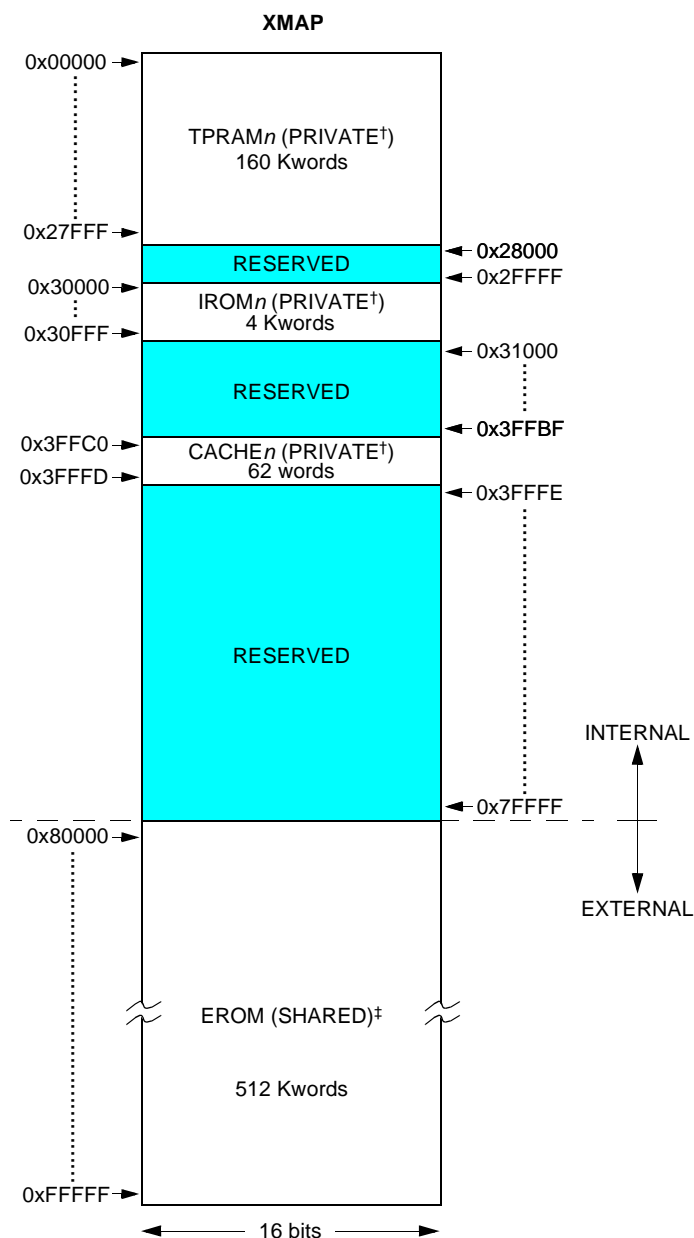 XMAP
0x00000
TPRAMn (PRIVATE†)
160 Kwords
0x27FFF
0x28000
RESERVED
0x2FFFF
0x30000
IROMn (PRIVATE†)
4 Kwords
0x30FFF
0x31000
RESERVED
0x3FFBF
0x3FFC0
CACHEn (PRIVATE†)
62 words
0x3FFFD
0x3FFFE
RESERVED
INTERNAL
0x7FFFF
0x80000
EXTERNAL
EROM (SHARED)‡
512 Kwords
0xFFFFF
16 bits